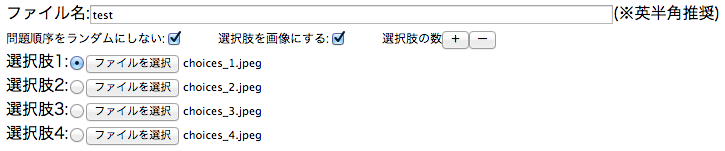 ファイル名:test(※英半角推奨)
問題順序をランダムにしない: 選択肢を画像にする: 選択肢の数 + −
選択肢1: ファイルを選択 choices_1.jpeg
選択肢2: ファイルを選択 choices_2.jpeg
選択肢3: ファイルを選択 choices_3.jpeg
選択肢4: ファイルを選択 choices_4.jpeg